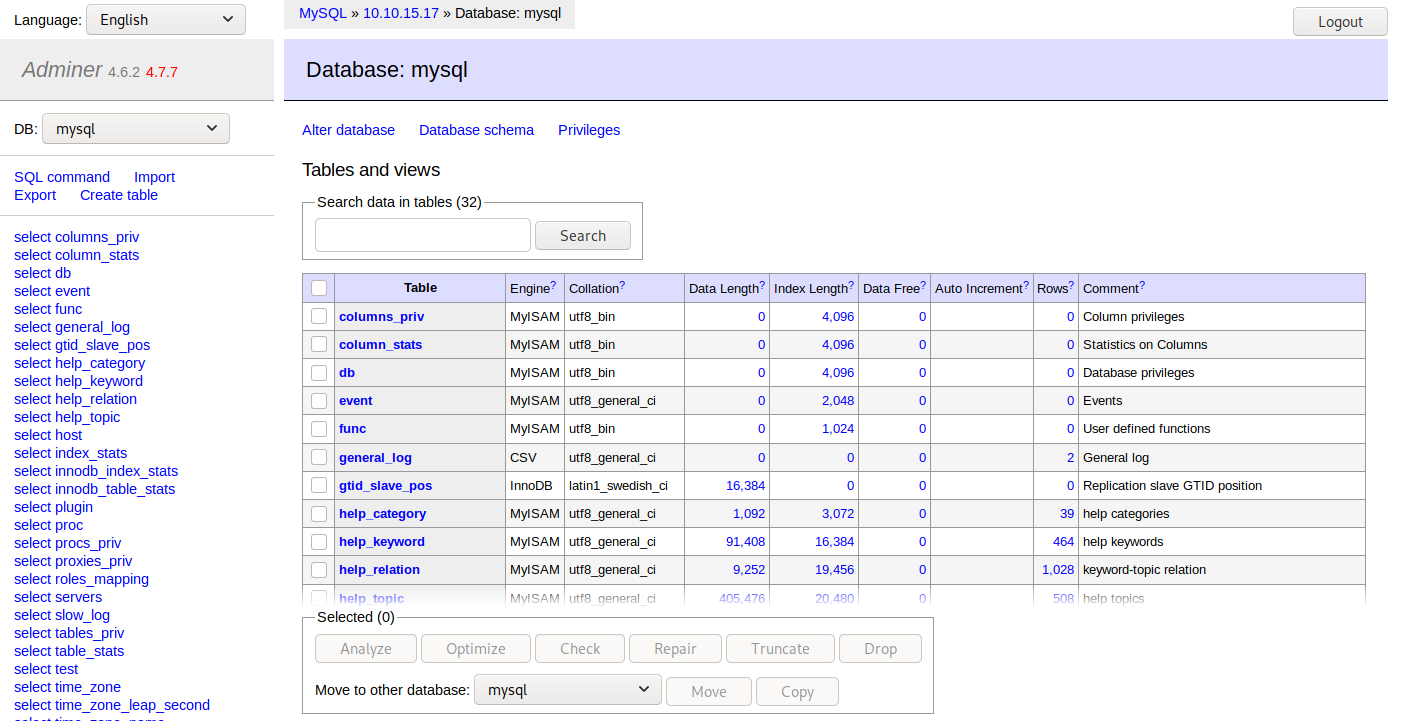 Language: English
MySQL » 10.10.15.17 » Database: mysql
Logout
Adminer 4.6.2 4.7.7
Database: mysql
DB: mysql
SQL command Import
Export Create table
select columns_priv
select column_stats
select db
select event
select func
select general_log
select gtid_slave_pos
select help_category
select help_keyword
select help_relation
select help_topic
select host
select index_stats
select innodb_index_stats
select innodb_table_stats
select plugin
select proc
select procs_priv
select proxies_priv
select roles_mapping
select servers
select slow_log
select tables_priv
select table_stats
select test
select time_zone
select time_zone_leap_second
select time_zone_name
Alter database Database schema Privileges
Tables and views
Search data in tables (32)
Search
Table Engine? Collation? Data Length? Index Length? Data Free? Auto Increment? Rows? Comment?
columns_priv MyISAM utf8_bin 0 4,096 0 0 Column privileges
column_stats MyISAM utf8_bin 0 4,096 0 0 Statistics on Columns
db MyISAM utf8_bin 0 4,096 0 0 Database privileges
event MyISAM utf8_general_ci 0 2,048 0 0 Events
func MyISAM utf8_bin 0 1,024 0 0 User defined functions
general_log CSV utf8_general_ci 0 0 0 2 General log
gtid_slave_pos InnoDB latin1_swedish_ci 16,384 0 0 0 Replication slave GTID position
help_category MyISAM utf8_general_ci 1,092 3,072 0 39 help categories
help_keyword MyISAM utf8_general_ci 91,408 16,384 0 464 help keywords
help_relation MyISAM utf8_general_ci 9,252 19,456 0 1,028 keyword-topic relation
help_topic MyISAM utf8_general_ci 405,476 20,480 0 508 help topics
Selected (0)
Analyze Optimize Check Repair Truncate Drop
Move to other database: mysql Move Copy